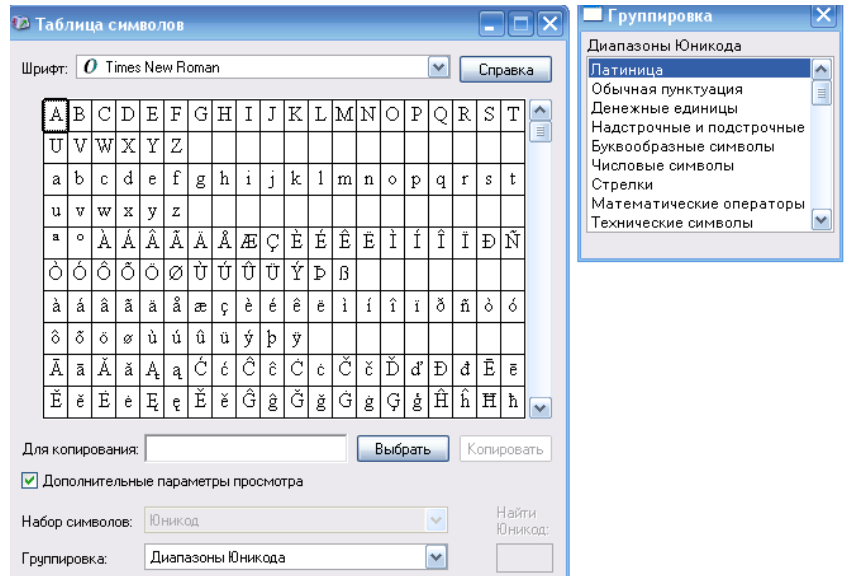 Таблица символов
Шрифт: O Times New Roman Справка
A B C D E F G H I J K L M N O P Q R S T
U V W X Y Z
a b c d e f g h i j k l m n o p q r s t
u v w x y z
ª º À Á Â Ã Ä Å Æ Ç È É Ê Ë Ì Í Î Ï Ð Ñ
Ò Ó Ô Õ Ö Ø Ù Ú Û Ü Ý Þ ß
à á â ã ä å æ ç è é ê ë ì í î ï ð ñ ò ó
ô õ ö ø ù ú û ü ý þ ÿ
Ā ā Ă ă Ą ą Ć ć Ĉ ĉ Ċ ċ Č č Ď ď Đ đ Ē ē
Ĕ ĕ Ė ė Ę ę Ě ě Ĝ ĝ Ğ ğ Ġ ġ Ģ ģ Ĥ ĥ Ħ ħ
Для копирования: Выбрать Копировать
Дополнительные параметры просмотра
Набор символов: Юникод Найти Юникод:
Группировка: Диапазоны Юникода
Группировка
Диапазоны Юникода
Латиница
Обычная пунктуация
Денежные единицы
Надстрочные и подстрочные
Буквообразные символы
Числовые символы
Стрелки
Математические операторы
Технические символы